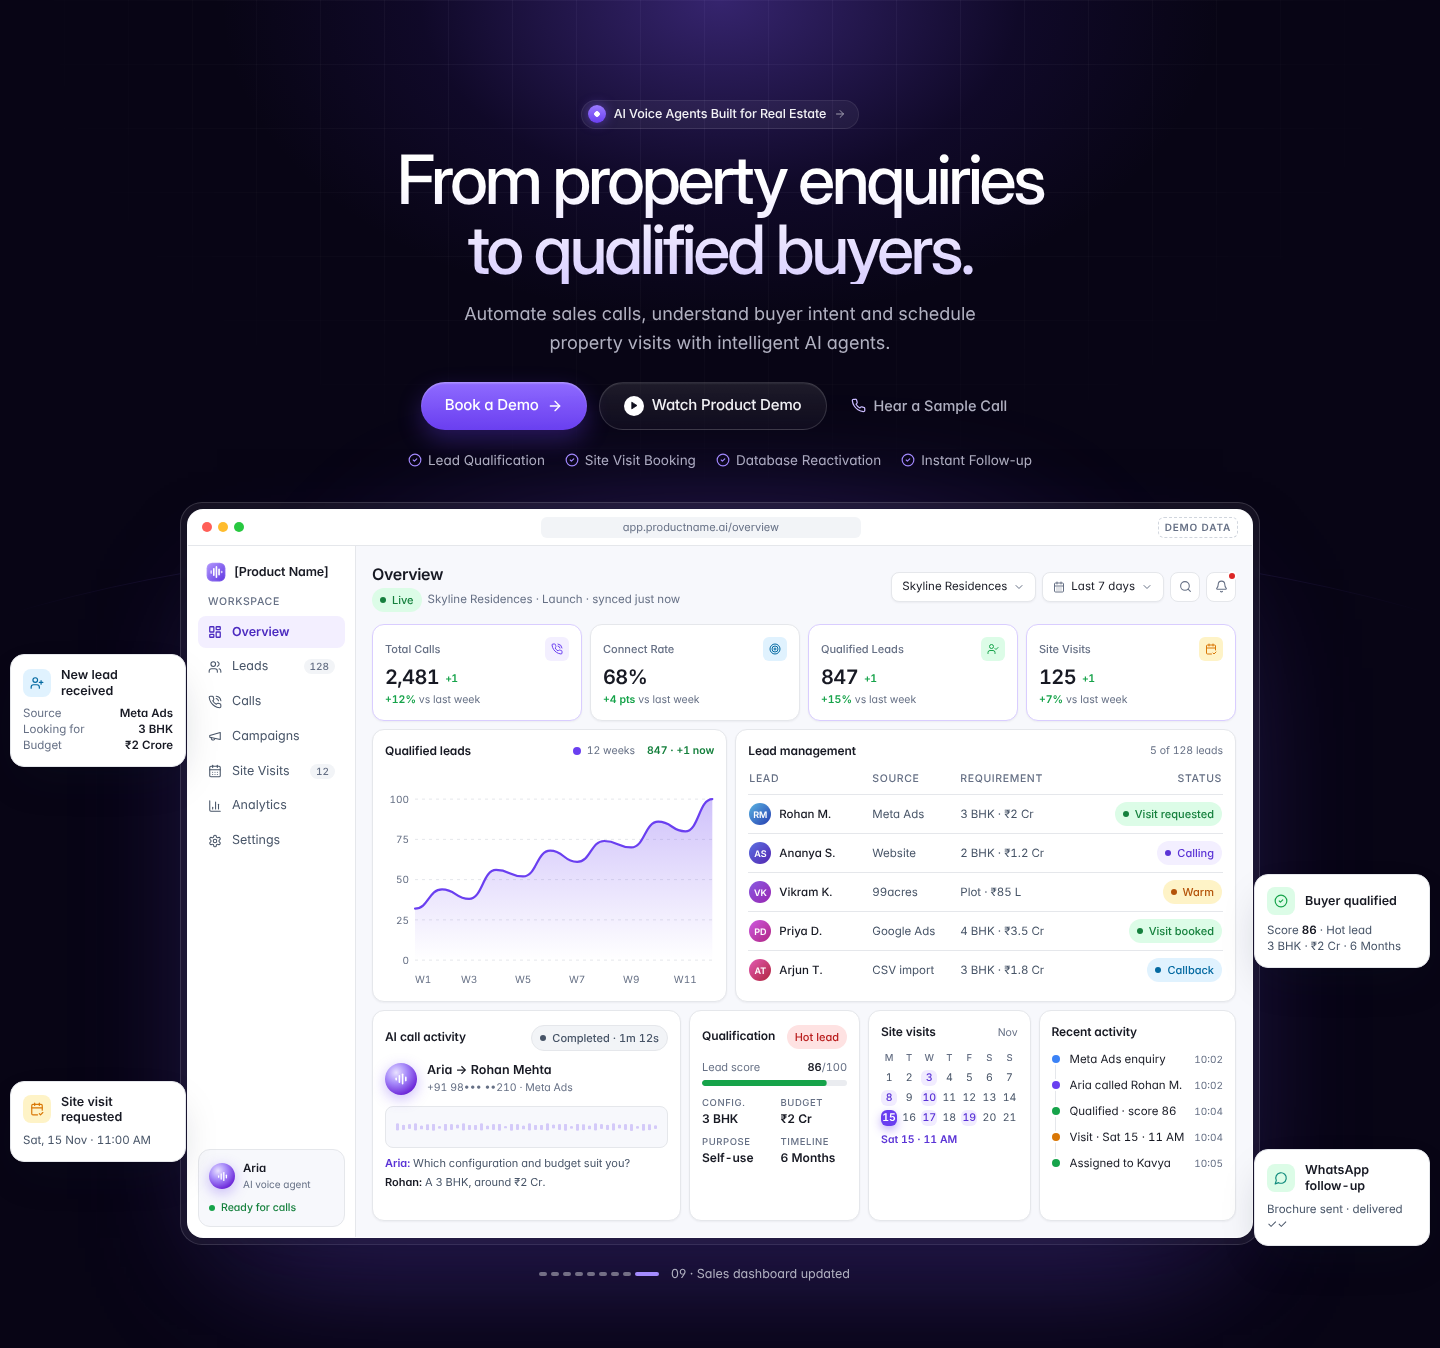 AI Voice Agents Built for Real Estate →
From property enquiries
to qualified buyers.
Automate sales calls, understand buyer intent and schedule
property visits with intelligent AI agents.
Book a Demo →
Watch Product Demo
Hear a Sample Call
Lead Qualification
Site Visit Booking
Database Reactivation
Instant Follow-up
app.productname.ai/overview
DEMO DATA
[Product Name]
WORKSPACE
Overview
Leads 128
Calls
Campaigns
Site Visits 12
Analytics
Settings
Aria
AI voice agent
Ready for calls
Overview
Live Skyline Residences · Launch · synced just now
Skyline Residences
Last 7 days
Total Calls
2,481 +1
+12% vs last week
Connect Rate
68%
+4 pts vs last week
Qualified Leads
847 +1
+15% vs last week
Site Visits
125 +1
+7% vs last week
Qualified leads
12 weeks 847 · +1 now
100
75
50
25
0
W1 W3 W5 W7 W9 W11
Lead management
5 of 128 leads
LEAD SOURCE REQUIREMENT STATUS
RM Rohan M. Meta Ads 3 BHK · ₹2 Cr Visit requested
AS Ananya S. Website 2 BHK · ₹1.2 Cr Calling
VK Vikram K. 99acres Plot · ₹85 L Warm
PD Priya D. Google Ads 4 BHK · ₹3.5 Cr Visit booked
AT Arjun T. CSV import 3 BHK · ₹1.8 Cr Callback
AI call activity
Completed · 1m 12s
Aria → Rohan Mehta
+91 98••• ••210 · Meta Ads
Aria: Which configuration and budget suit you?
Rohan: A 3 BHK, around ₹2 Cr.
Qualification
Hot lead
Lead score 86/100
CONFIG. BUDGET
3 BHK ₹2 Cr
PURPOSE TIMELINE
Self-use 6 Months
Site visits Nov
M T W T F S S
1 2 3 4 5 6 7
8 9 10 11 12 13 14
15 16 17 18 19 20 21
Sat 15 · 11 AM
Recent activity
Meta Ads enquiry 10:02
Aria called Rohan M. 10:02
Qualified · score 86 10:04
Visit · Sat 15 · 11 AM 10:04
Assigned to Kavya 10:05
New lead
received
Source Meta Ads
Looking for 3 BHK
Budget ₹2 Crore
Site visit
requested
Sat, 15 Nov · 11:00 AM
Buyer qualified
Score 86 · Hot lead
3 BHK · ₹2 Cr · 6 Months
WhatsApp
follow-up
Brochure sent · delivered
✓✓
09 · Sales dashboard updated